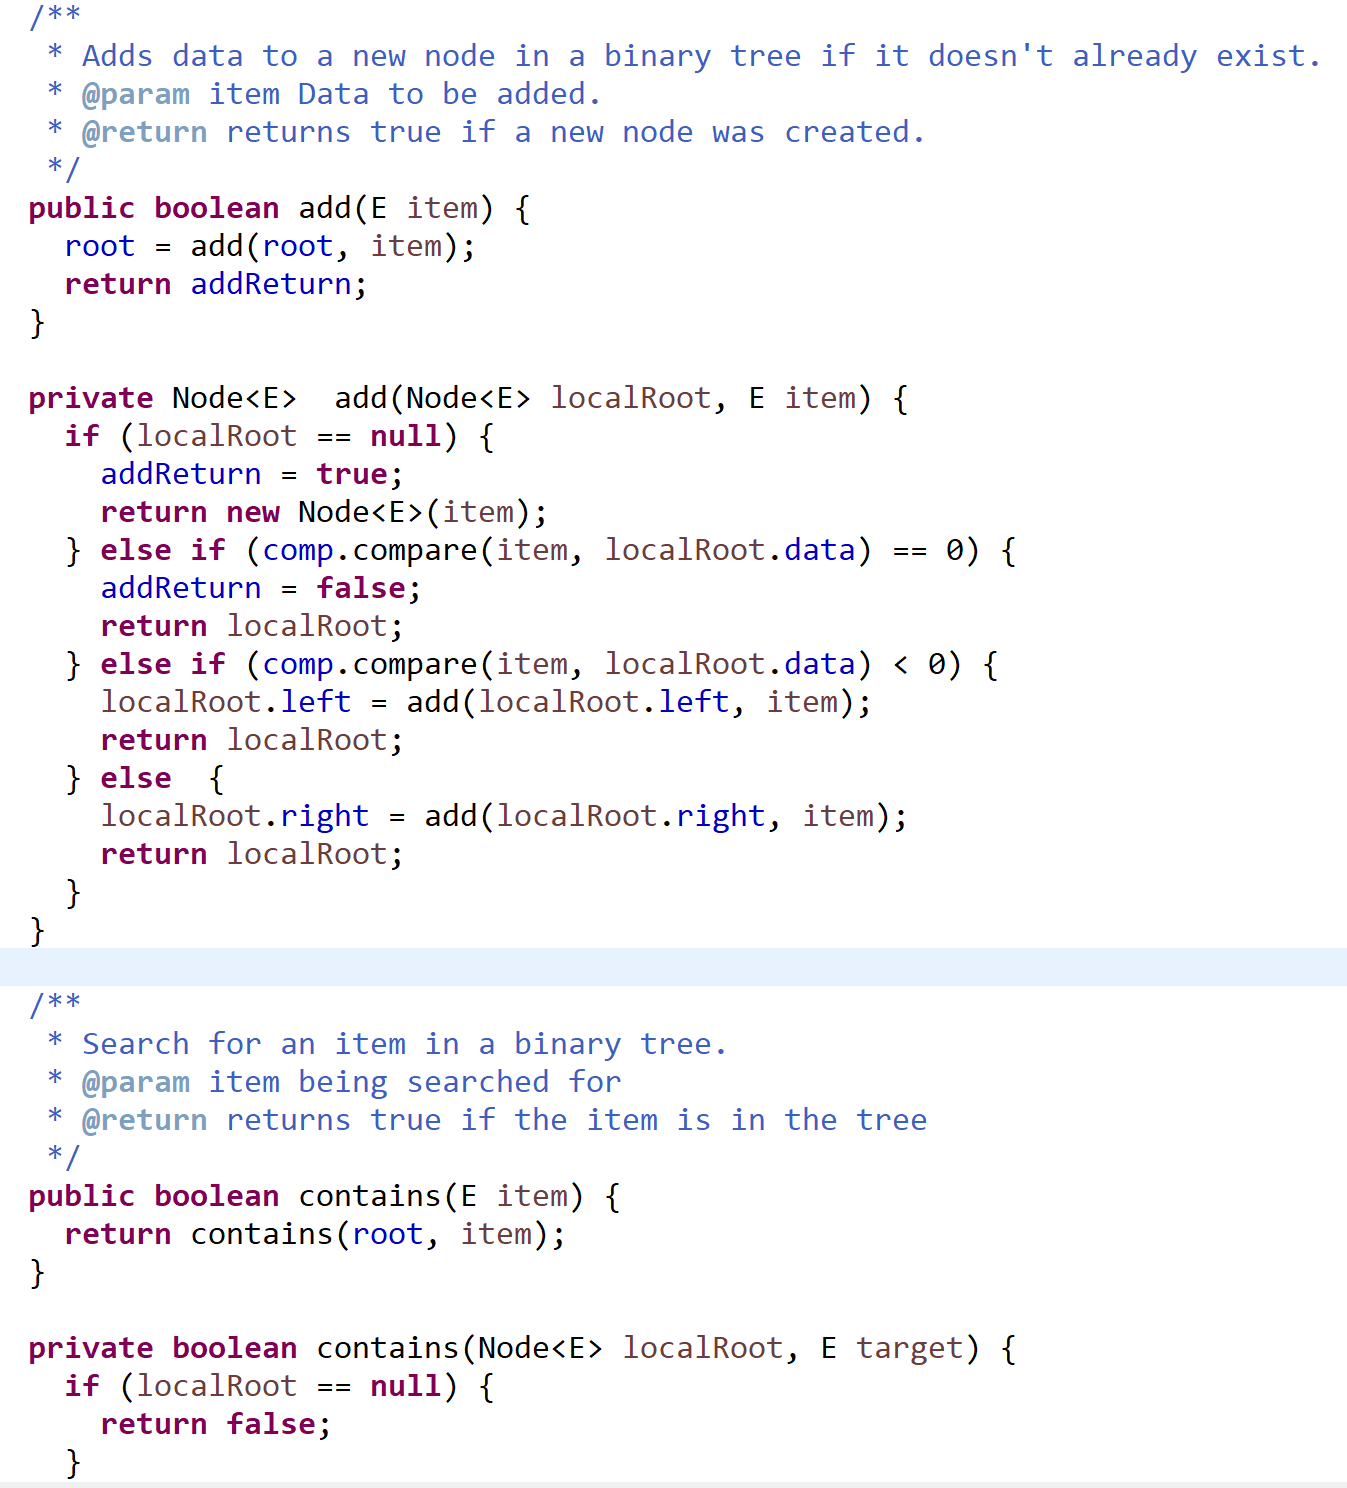 /**
 * Adds data to a new node in a binary tree if it doesn't already exist.
 * @param item Data to be added.
 * @return returns true if a new node was created.
 */
public boolean add(E item) {
  root = add(root, item);
  return addReturn;
}

private Node<E>  add(Node<E> localRoot, E item) {
  if (localRoot == null) {
    addReturn = true;
    return new Node<E>(item);
  } else if (comp.compare(item, localRoot.data) == 0) {
    addReturn = false;
    return localRoot;
  } else if (comp.compare(item, localRoot.data) < 0) {
    localRoot.left = add(localRoot.left, item);
    return localRoot;
  } else  {
    localRoot.right = add(localRoot.right, item);
    return localRoot;
  }
}

/**
 * Search for an item in a binary tree.
 * @param item being searched for
 * @return returns true if the item is in the tree
 */
public boolean contains(E item) {
  return contains(root, item);
}

private boolean contains(Node<E> localRoot, E target) {
  if (localRoot == null) {
    return false;
  }